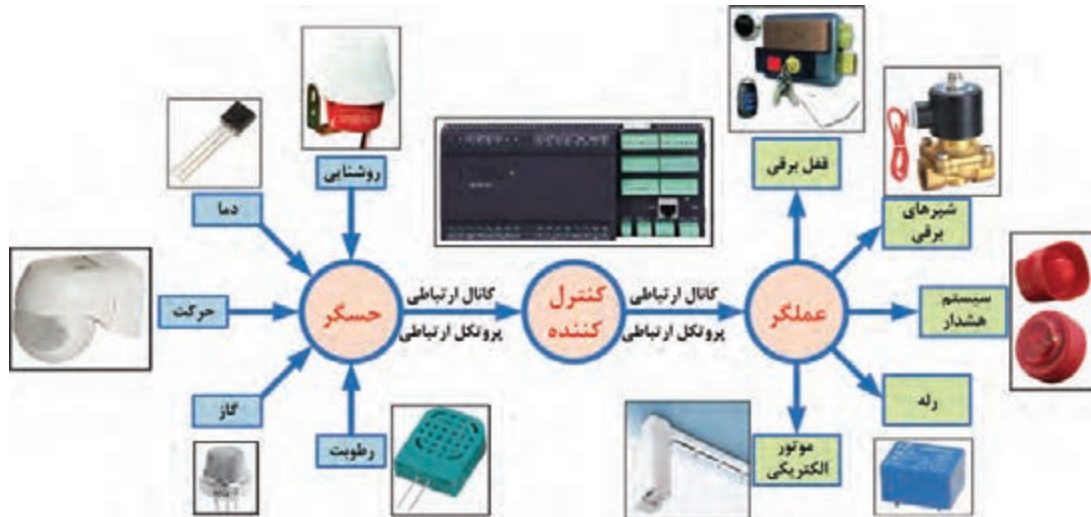 قفل برقی
روشنایی
شیرهای
برقی
دما
کانال ارتباطی
پروتکل ارتباطی
کنترل
کننده
کانال ارتباطی
پروتکل ارتباطی
حرکت
حسگر
عملگر
سیستم
هشدار
گاز
رطوبت
موتور
الکتریکی
رله